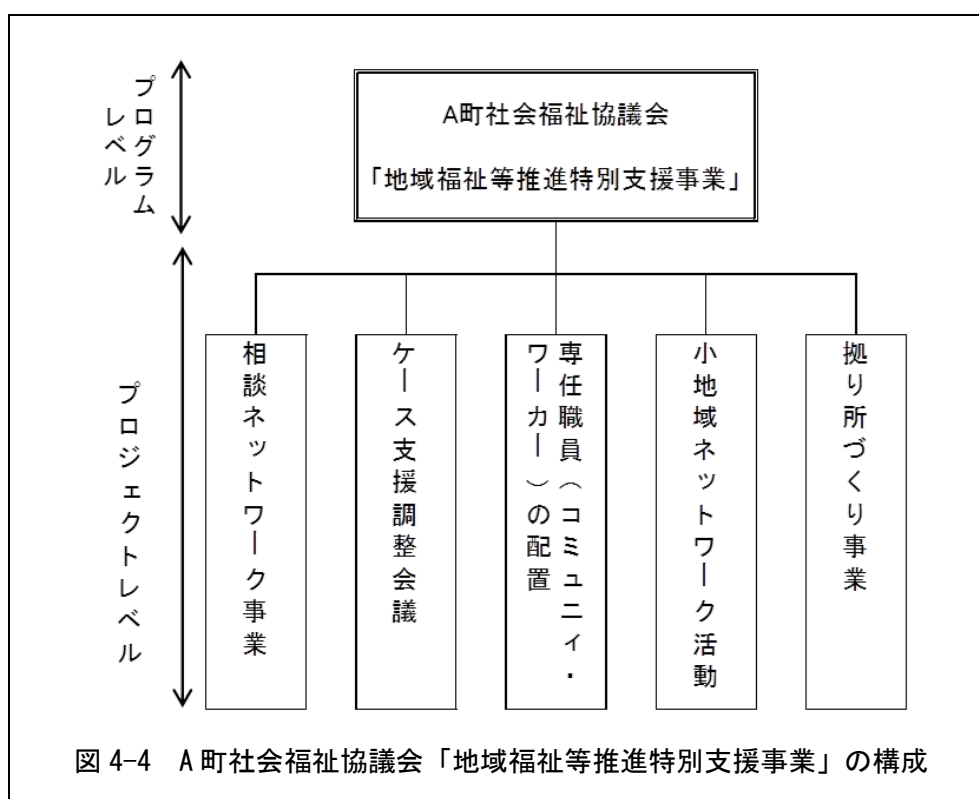 プログラム
レベル
A町社会福祉協議会
「地域福祉等推進特別支援事業」
プロジェクトレベル
相談ネットワーク事業
ケース支援調整会議
専任職員（コミュニィ・
ワーカー）の配置
小地域ネットワーク活動
拠り所づくり事業
図 4-4　A 町社会福祉協議会「地域福祉等推進特別支援事業」の構成